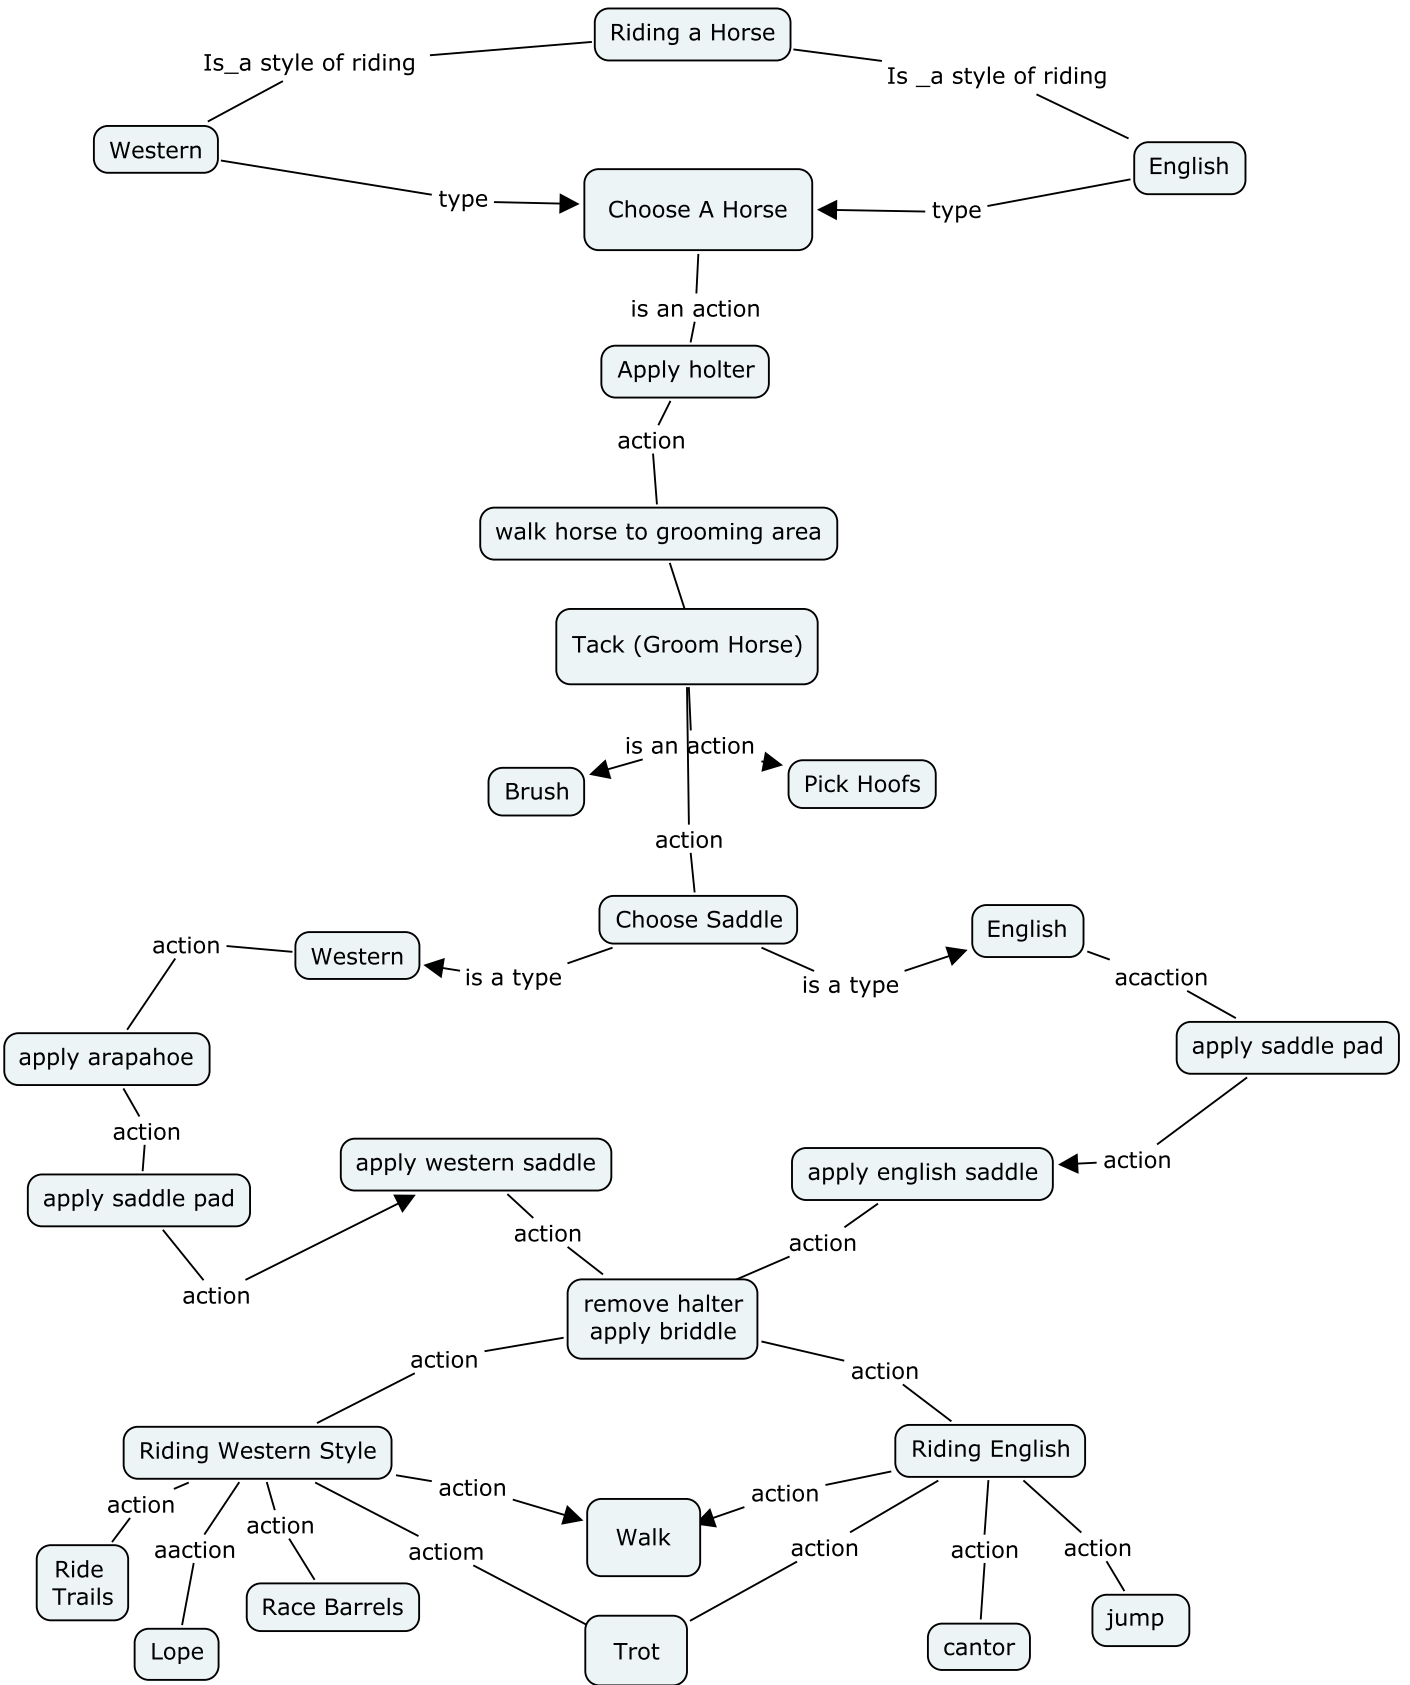 Riding a Horse
Is_a style of riding
Is _a style of riding
Western
English
type
Choose A Horse
type
is an action
Apply holter
action
walk horse to grooming area
Tack (Groom Horse)
is an action
Brush
Pick Hoofs
action
Choose Saddle
English
action
Western
is a type
is a type
acaction
apply arapahoe
apply saddle pad
action
apply western saddle
apply english saddle
action
apply saddle pad
action
action
action
remove halter
apply briddle
action
action
Riding Western Style
Riding English
action
action
action
action
Walk
aaction
actiom
action
action
action
Ride
Trails
Race Barrels
jump
Lope
Trot
cantor